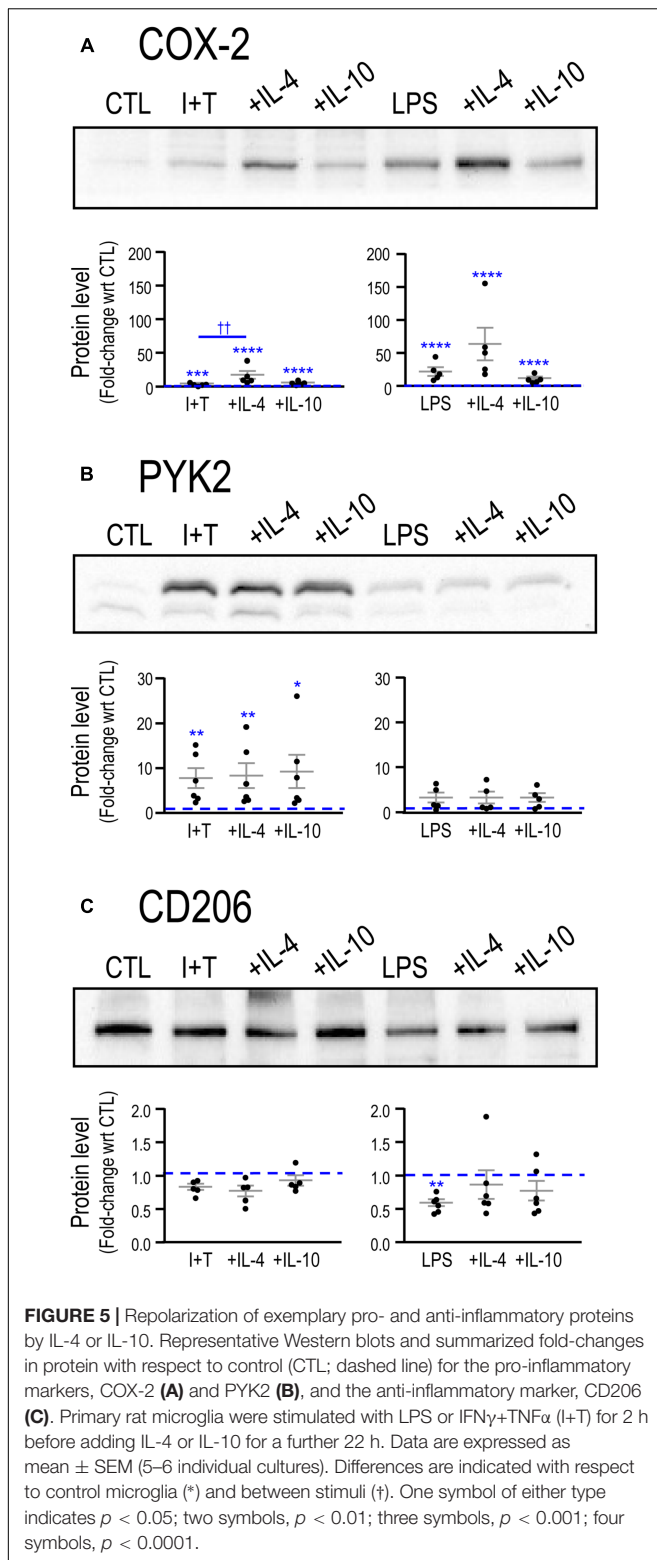 A COX-2
CTL I+T +IL-4 +IL-10 LPS +IL-4 +IL-10
Protein level
(Fold-change wrt CTL)
200
150
100
50
0
††
*** **** ****
I+T +IL-4 +IL-10
200
150
100
50
0
**** **** ****
LPS +IL-4 +IL-10
B PYK2
CTL I+T +IL-4 +IL-10 LPS +IL-4 +IL-10
Protein level
(Fold-change wrt CTL)
30
20
10
0
** ** *
I+T +IL-4 +IL-10
30
20
10
0
LPS +IL-4 +IL-10
C CD206
CTL I+T +IL-4 +IL-10 LPS +IL-4 +IL-10
Protein level
(Fold-change wrt CTL)
2.0
1.5
1.0
0.5
0.0
I+T +IL-4 +IL-10
2.0
1.5
1.0
0.5
0.0
**
LPS +IL-4 +IL-10
FIGURE 5 | Repolarization of exemplary pro- and anti-inflammatory proteins
by IL-4 or IL-10. Representative Western blots and summarized fold-changes
in protein with respect to control (CTL; dashed line) for the pro-inflammatory
markers, COX-2 (A) and PYK2 (B), and the anti-inflammatory marker, CD206
(C). Primary rat microglia were stimulated with LPS or IFNγ+TNFα (I+T) for 2 h
before adding IL-4 or IL-10 for a further 22 h. Data are expressed as
mean ± SEM (5–6 individual cultures). Differences are indicated with respect
to control microglia (*) and between stimuli (†). One symbol of either type
indicates p < 0.05; two symbols, p < 0.01; three symbols, p < 0.001; four
symbols, p < 0.0001.